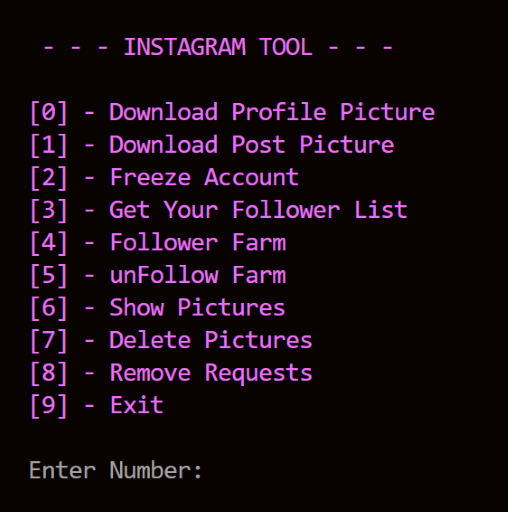 - - - INSTAGRAM TOOL - - -
[0] - Download Profile Picture
[1] - Download Post Picture
[2] - Freeze Account
[3] - Get Your Follower List
[4] - Follower Farm
[5] - unFollow Farm
[6] - Show Pictures
[7] - Delete Pictures
[8] - Remove Requests
[9] - Exit
Enter Number: